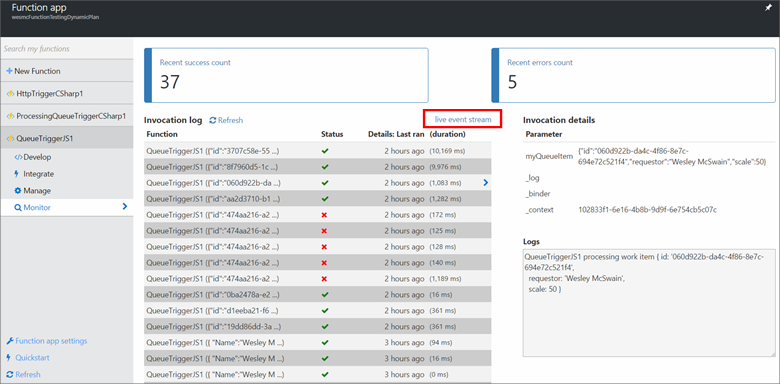 Function app
wesmcFunctionTestingDynamicPlan
Search my functions
New Function
HttpTriggerCSharp1
ProcessingQueueTriggerCSharp1
QueueTriggerJS1
Develop
Integrate
Manage
Monitor
Function app settings
Quickstart
Refresh
Recent success count
37
Recent errors count
5
Invocation log Refresh live event stream
Function Status Details: Last ran (duration)
QueueTriggerJS1 ({"id":"3707c58e-55 ...) 2 hours ago (10,169 ms)
QueueTriggerJS1 ({"id":"8f7960d5-1c ...) 2 hours ago (9,976 ms)
QueueTriggerJS1 ({"id":"060d922b-da ...) 2 hours ago (1,083 ms)
QueueTriggerJS1 ({"id":"aa2d3710-b1 ...) 2 hours ago (1,282 ms)
QueueTriggerJS1 ({"id":"474aa216-a2 ...) 2 hours ago (172 ms)
QueueTriggerJS1 ({"id":"474aa216-a2 ...) 2 hours ago (125 ms)
QueueTriggerJS1 ({"id":"474aa216-a2 ...) 2 hours ago (128 ms)
QueueTriggerJS1 ({"id":"474aa216-a2 ...) 2 hours ago (140 ms)
QueueTriggerJS1 ({"id":"474aa216-a2 ...) 2 hours ago (1,189 ms)
QueueTriggerJS1 ({"id":"0ba2478a-e2 ...) 2 hours ago (16 ms)
QueueTriggerJS1 ({"id":"d1eeba21-f6 ...) 2 hours ago (361 ms)
QueueTriggerJS1 ({"id":"19dd86dd-3a ...) 2 hours ago (361 ms)
QueueTriggerJS1 ({ "Name":"Wesley M ...) 3 hours ago (94 ms)
QueueTriggerJS1 ({ "Name":"Wesley M ...) 3 hours ago (16 ms)
QueueTriggerJS1 ({ "Name":"Wesley M ...) 3 hours ago (0 ms)
Invocation details
Parameter
myQueueItem {"id":"060d922b-da4c-4f86-8e7c-
694e72c521f4","requestor":"Wesley McSwain","scale":50}
_log
_binder
_context 102833f1-6e16-4b8b-9d9f-6e754cb5c07c
Logs
QueueTriggerJS1 processing work item { id: '060d922b-da4c-4f86-8e7c-
694e72c521f4',
requestor: 'Wesley McSwain',
scale: 50 }